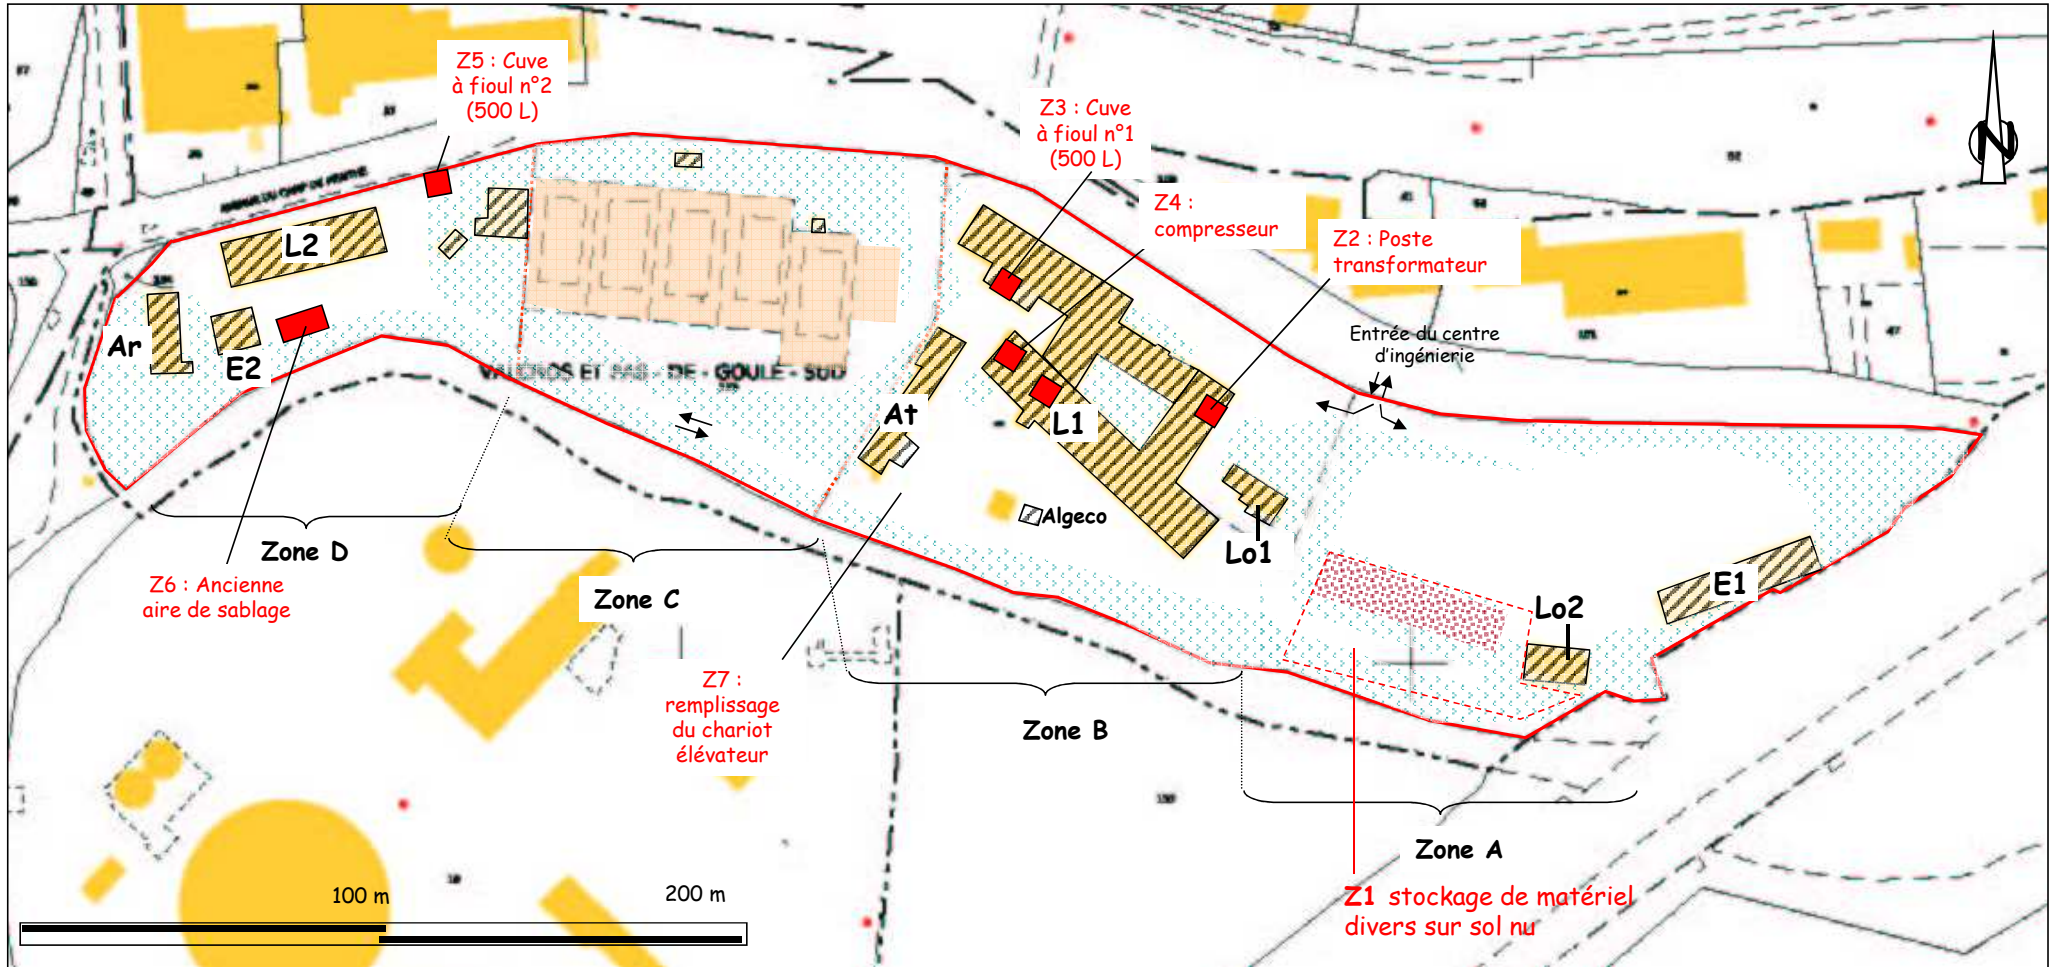 Z5 : Cuve
à fioul n°2
(500 L)
Z3 : Cuve
à fioul n°1
(500 L)
Z4 :
compresseur
Z2 : Poste
transformateur
N
L2
Ar
E2
Entrée du centre
d'ingénierie
VALENOS ET PAS - DE - GOULE - SUD
At
L1
Algeco
Lo1
Zone D
Z6 : Ancienne
aire de sablage
Zone C
E1
Lo2
Z7 :
remplissage
du chariot
élévateur
Zone B
Zone A
Z1 stockage de matériel
divers sur sol nu
100 m
200 m